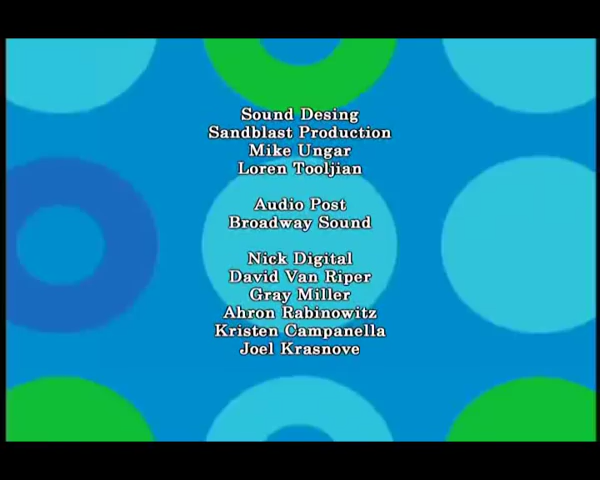 Sound Desing
Sandblast Production
Mike Ungar
Loren Tooljian
Audio Post
Broadway Sound
Nick Digital
David Van Riper
Gray Miller
Ahron Rabinowitz
Kristen Campanella
Joel Krasnove